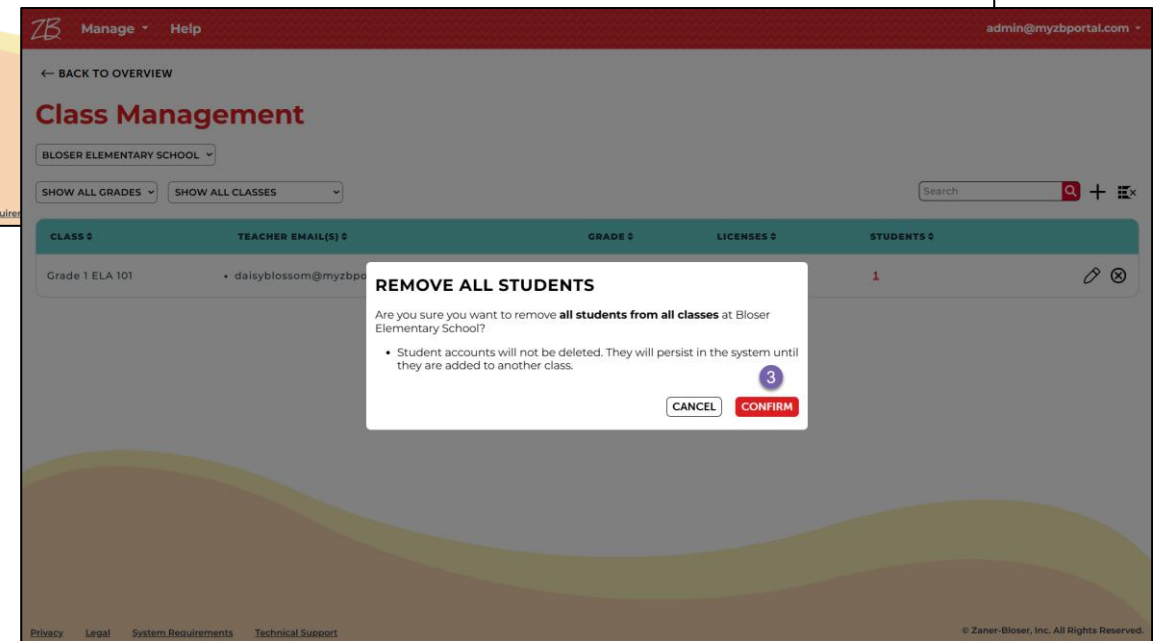 ZB Manage Help admin@myzbportal.com
← BACK TO OVERVIEW
Class Management
BLOSER ELEMENTARY SCHOOL
SHOW ALL GRADES SHOW ALL CLASSES Search
CLASS TEACHER EMAIL(S) GRADE LICENSES STUDENTS
Grade 1 ELA 101 • daisyblossom@myzbpo 1
REMOVE ALL STUDENTS
Are you sure you want to remove all students from all classes at Bloser
Elementary School?
• Student accounts will not be deleted. They will persist in the system until
they are added to another class.
3
CANCEL CONFIRM
Privacy Legal System Requirements Technical Support © Zaner-Bloser, Inc. All Rights Reserved.